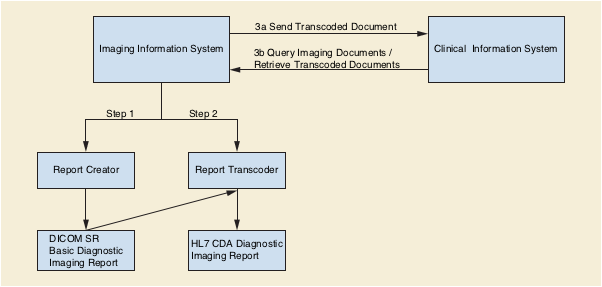 3a Send Transcoded Document
Imaging Information System
Clinical Information System
3b Query Imaging Documents /
Retrieve Transcoded Documents
Step 1
Step 2
Report Creator
Report Transcoder
DICOM SR
Basic Diagnostic
Imaging Report
HL7 CDA Diagnostic
Imaging Report